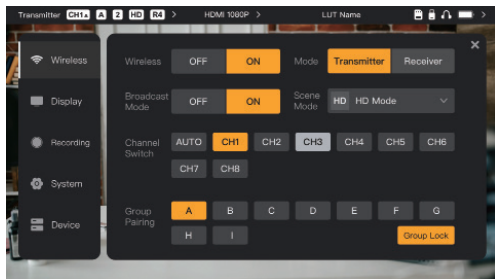 Transmitter CH1 A 2 HD R4 > HDMI 1080P > LUT Name >
Wireless
Display
Recording
System
Device
Wireless OFF ON Mode Transmitter Receiver
Broadcast Mode OFF ON Scene Mode HD HD Mode
Channel Switch AUTO CH1 CH2 CH3 CH4 CH5 CH6
CH7 CH8
Group Pairing A B C D E F G
H I Group Lock